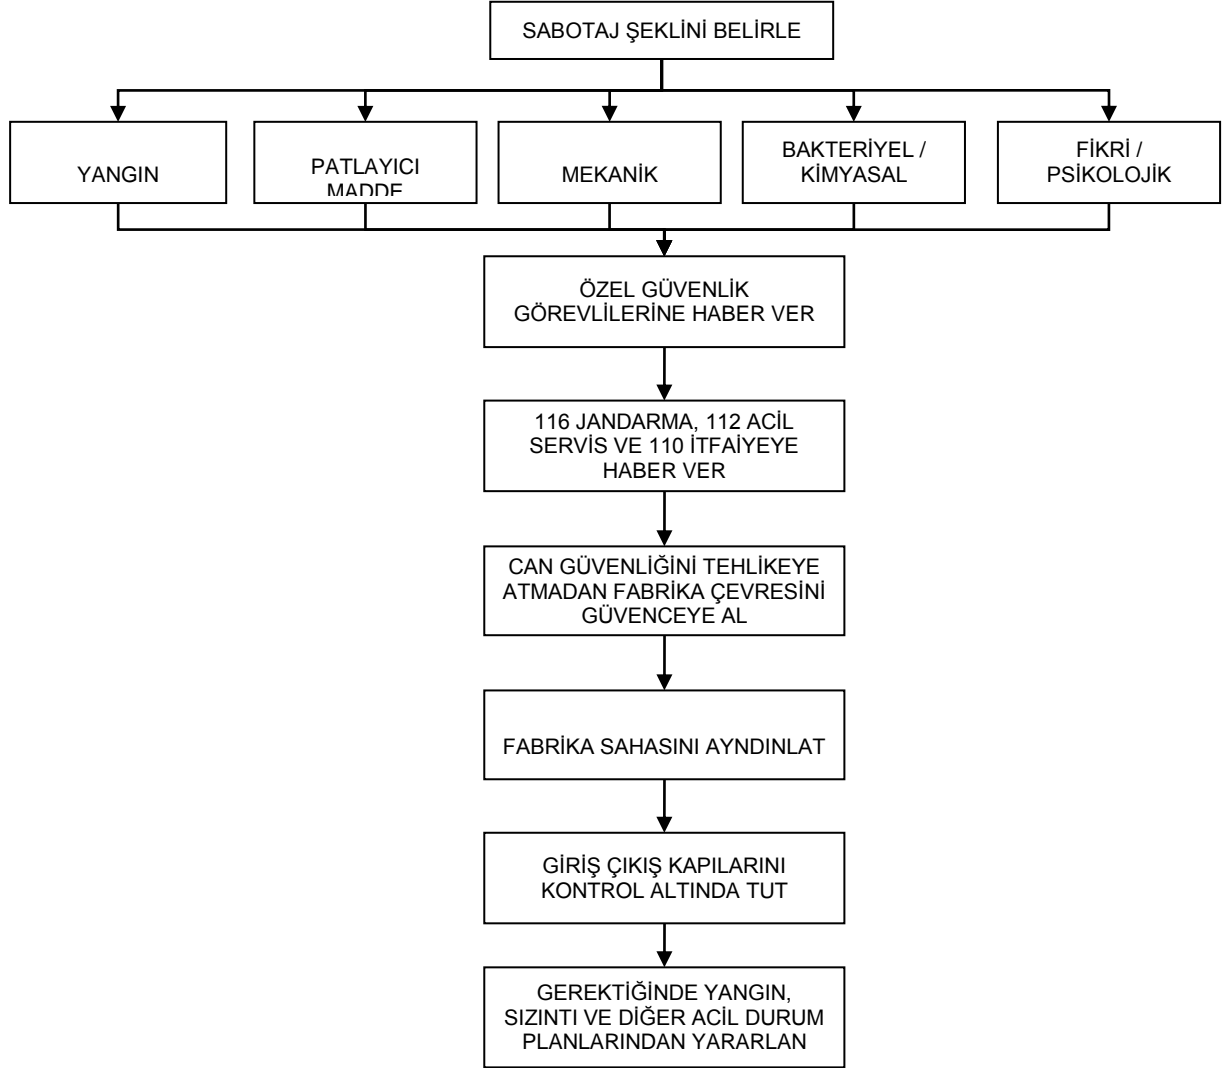 SABOTAJ ŞEKLİNİ BELİRLE
YANGIN
PATLAYICI
MADDE
MEKANİK
BAKTERİYEL /
KİMYASAL
FİKRİ /
PSİKOLOJİK
ÖZEL GÜVENLİK
GÖREVLİLERİNE HABER VER
116 JANDARMA, 112 ACİL
SERVİS VE 110 İTFAİYEYE
HABER VER
CAN GÜVENLİĞİNİ TEHLİKEYE
ATMADAN FABRİKA ÇEVRESİNİ
GÜVENCEYE AL
FABRİKA SAHASINI AYNDINLAT
GİRİŞ ÇIKIŞ KAPILARINI
KONTROL ALTINDA TUT
GEREKTİĞİNDE YANGIN,
SIZINTI VE DİĞER ACİL DURUM
PLANLARINDAN YARARLAN